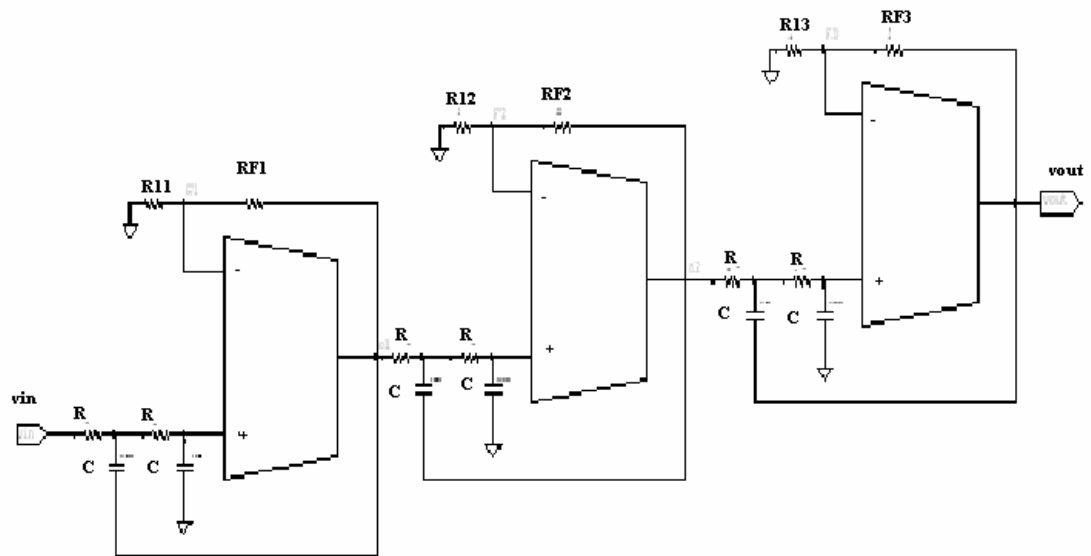 R13 RF3
R12 RF2
R11 RF1
vout
vin
R R
C C
R R
C C
R R
C C
- +
- +
- +